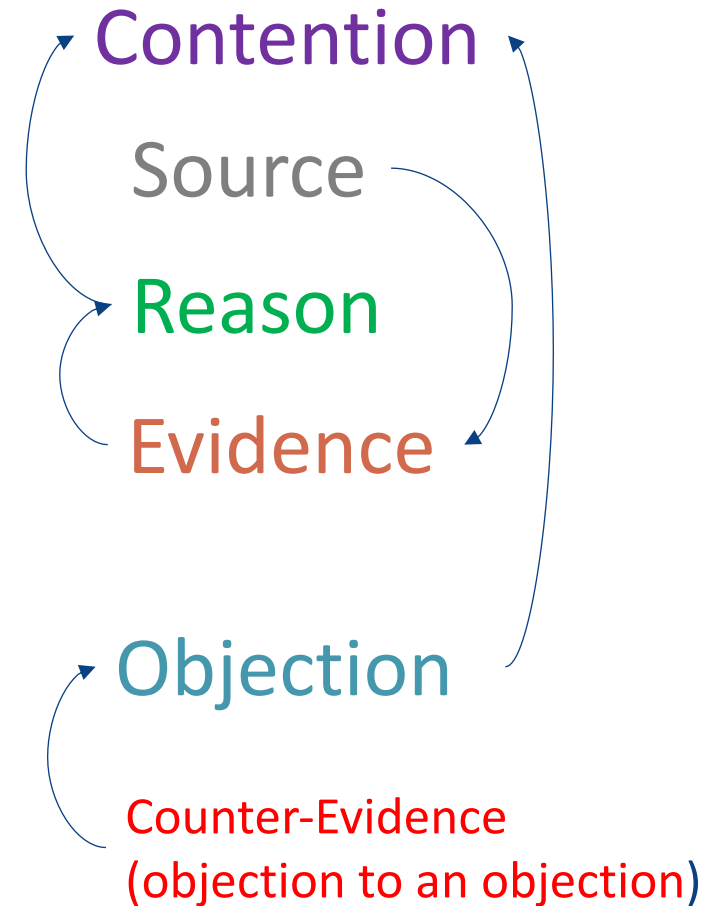 Contention
Source
Reason
Evidence
Objection
Counter-Evidence
(objection to an objection)